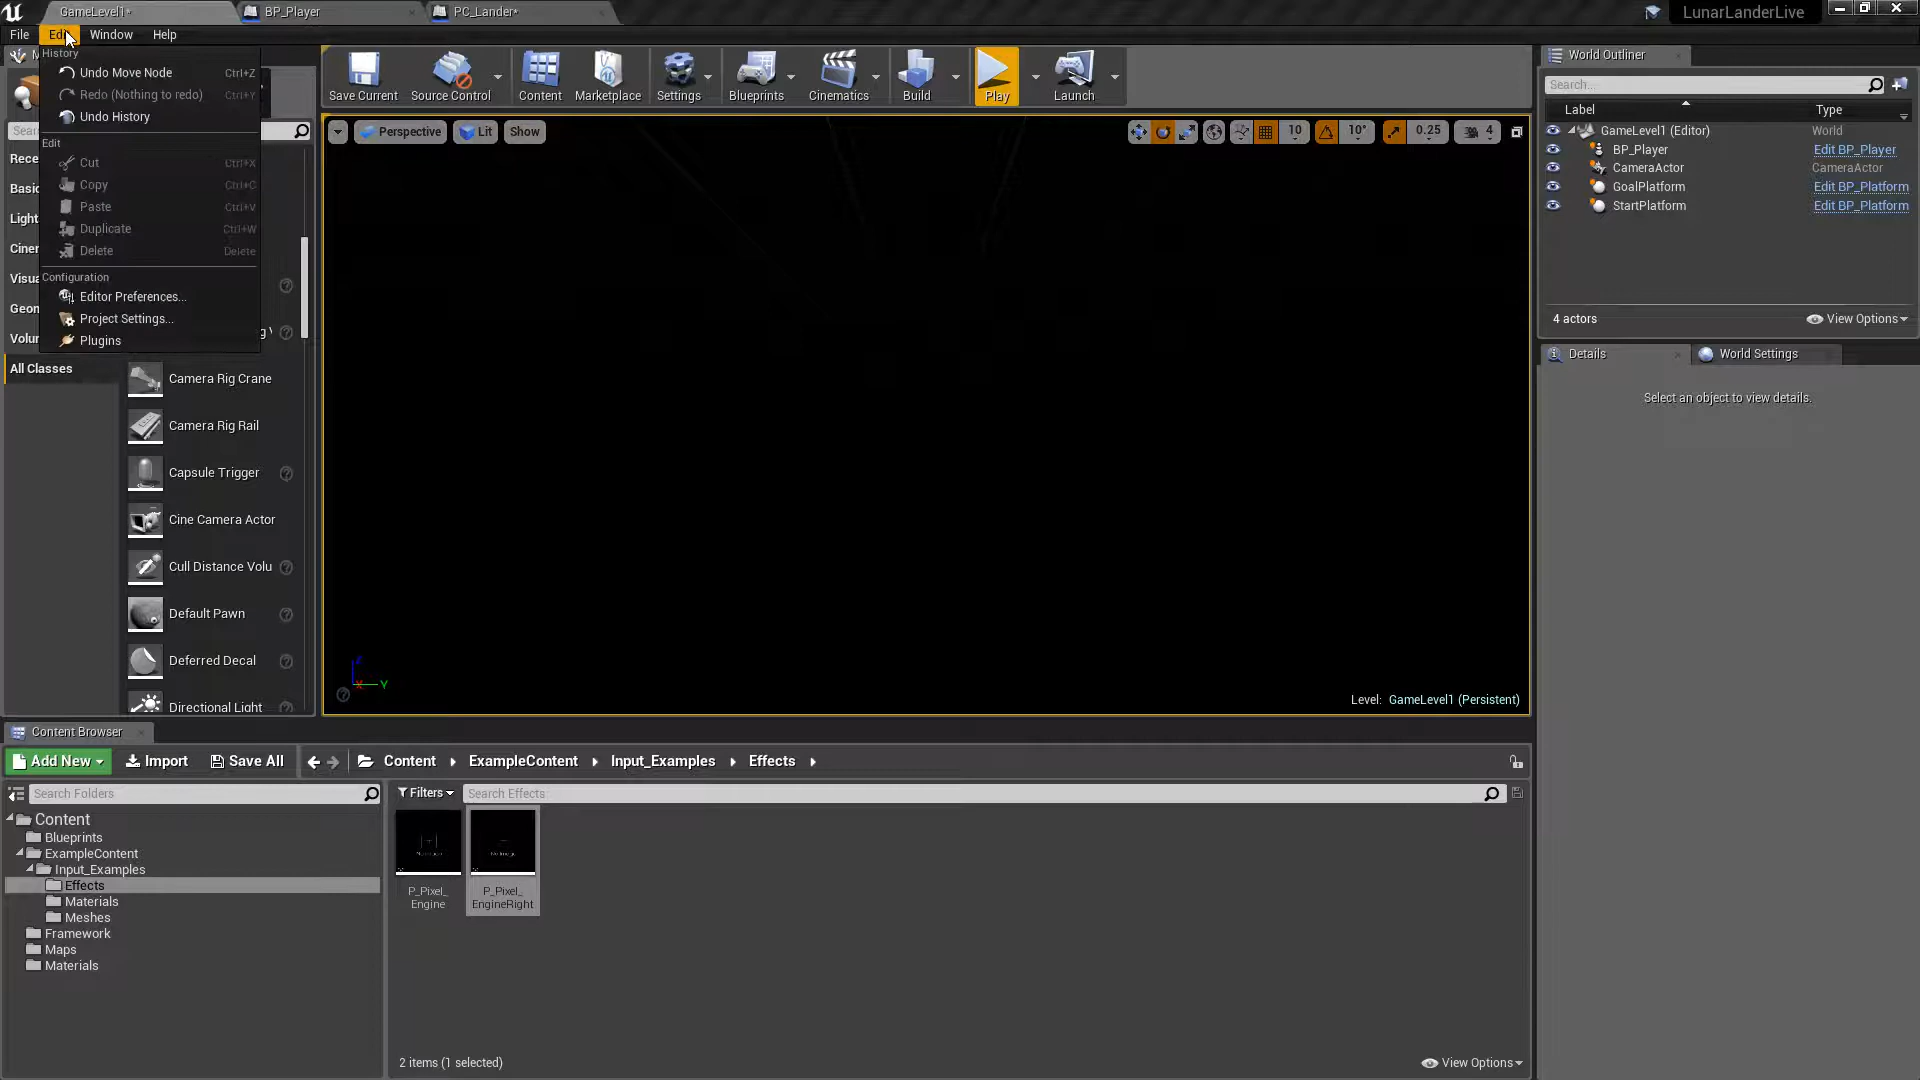 GameLevel1*
BP_Player
PC_Lander*
LunarLanderLive
File
Edit
Window
Help
History
Undo Move Node Ctrl+Z
Redo (Nothing to redo) Ctrl+Y
Undo History
Edit
Cut Ctrl+X
Copy Ctrl+C
Paste Ctrl+V
Duplicate Ctrl+W
Delete Delete
Configuration
Editor Preferences...
Project Settings...
Plugins
Sear
Rece
Basic
Light
Ciner
Visua
Geon
Volun
All Classes
Camera Rig Crane
Camera Rig Rail
Capsule Trigger
Cine Camera Actor
Cull Distance Volu
Default Pawn
Deferred Decal
Directional Light
Save Current
Source Control
Content
Marketplace
Settings
Blueprints
Cinematics
Build
Play
Launch
Perspective
Lit
Show
10
10°
0.25
4
Z
X
Y
Level: GameLevel1 (Persistent)
World Outliner
Search...
Label Type
GameLevel1 (Editor) World
BP_Player Edit BP_Player
CameraActor CameraActor
GoalPlatform Edit BP_Platform
StartPlatform Edit BP_Platform
4 actors
View Options
Details
World Settings
Select an object to view details.
Content Browser
Add New
Import
Save All
Content
ExampleContent
Input_Examples
Effects
Search Folders
Filters
Search Effects
Content
Blueprints
ExampleContent
Input_Examples
Effects
Materials
Meshes
Framework
Maps
Materials
P_Pixel_
Engine
P_Pixel_
EngineRight
2 items (1 selected)
View Options